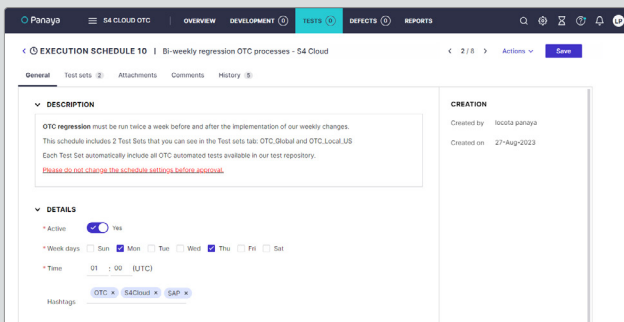 Panaya S4 CLOUD OTC OVERVIEW DEVELOPMENT 0 TESTS 0 DEFECTS 0 REPORTS LP
EXECUTION SCHEDULE 10 | Bi-weekly regression OTC processes - S4 Cloud < 2/8 > Actions Save
General Test sets 2 Attachments Comments History 5
DESCRIPTION
OTC regression must be run twice a week before and after the implementation of our weekly changes.
This schedule includes 2 Test Sets that you can see in the Test sets tab: OTC_Global and OTC_Local_US
Each Test Set automatically include all OTC automated tests available in our test repository.
Please do not change the schedule settings before approval.
CREATION
Created by locota panaya
Created on 27-Aug-2023
DETAILS
* Active Yes
* Week days Sun Mon Tue Wed Thu Fri Sat
* Time 01 : 00 (UTC)
Hashtags OTC × S4Cloud × SAP ×